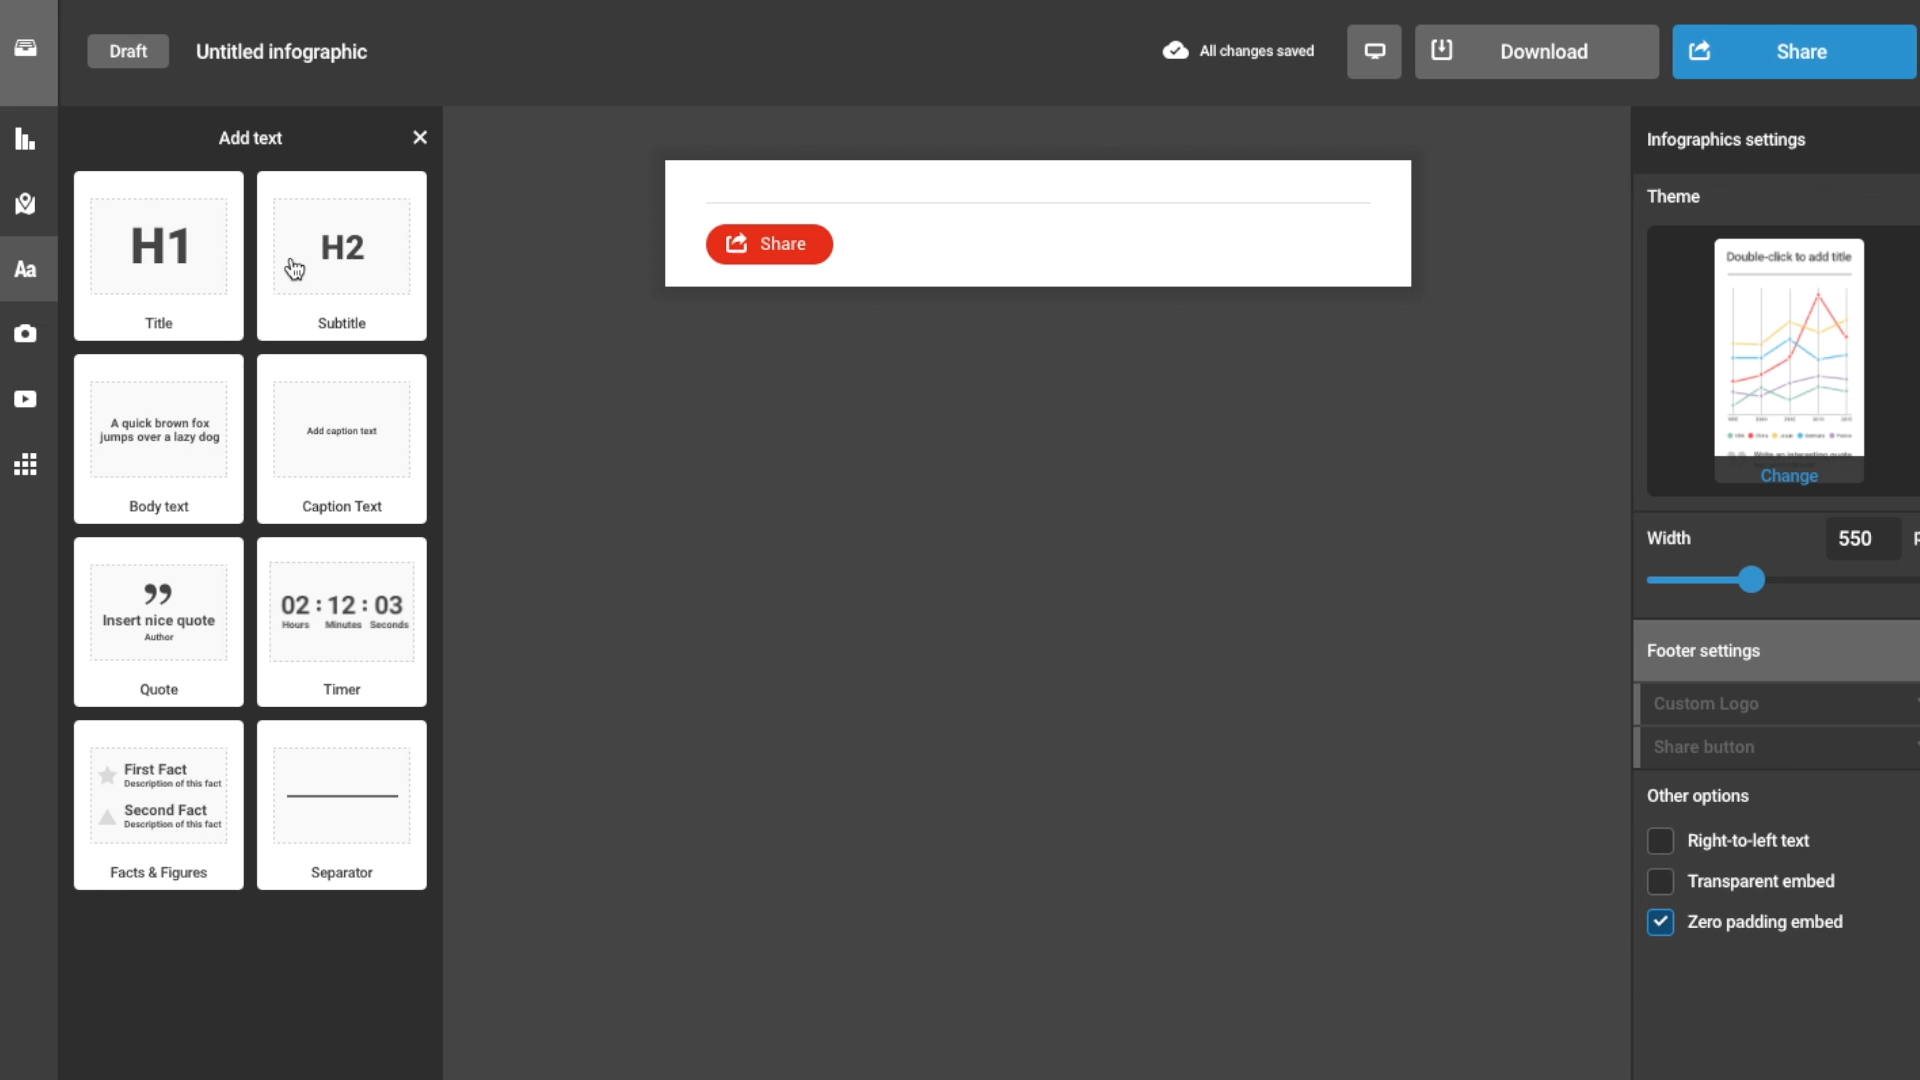 Draft
Untitled infographic
All changes saved
Download
Share
Add text
H1
Title
H2
Subtitle
A quick brown fox
jumps over a lazy dog
Body text
Add caption text
Caption Text
Insert nice quote
Author
Quote
02 : 12 : 03
Hours Minutes Seconds
Timer
First Fact
Description of this fact
Second Fact
Description of this fact
Facts & Figures
Separator
Aa
Share
Infographics settings
Theme
Double-click to add title
Change
Width
550
Footer settings
Custom Logo
Share button
Other options
Right-to-left text
Transparent embed
Zero padding embed